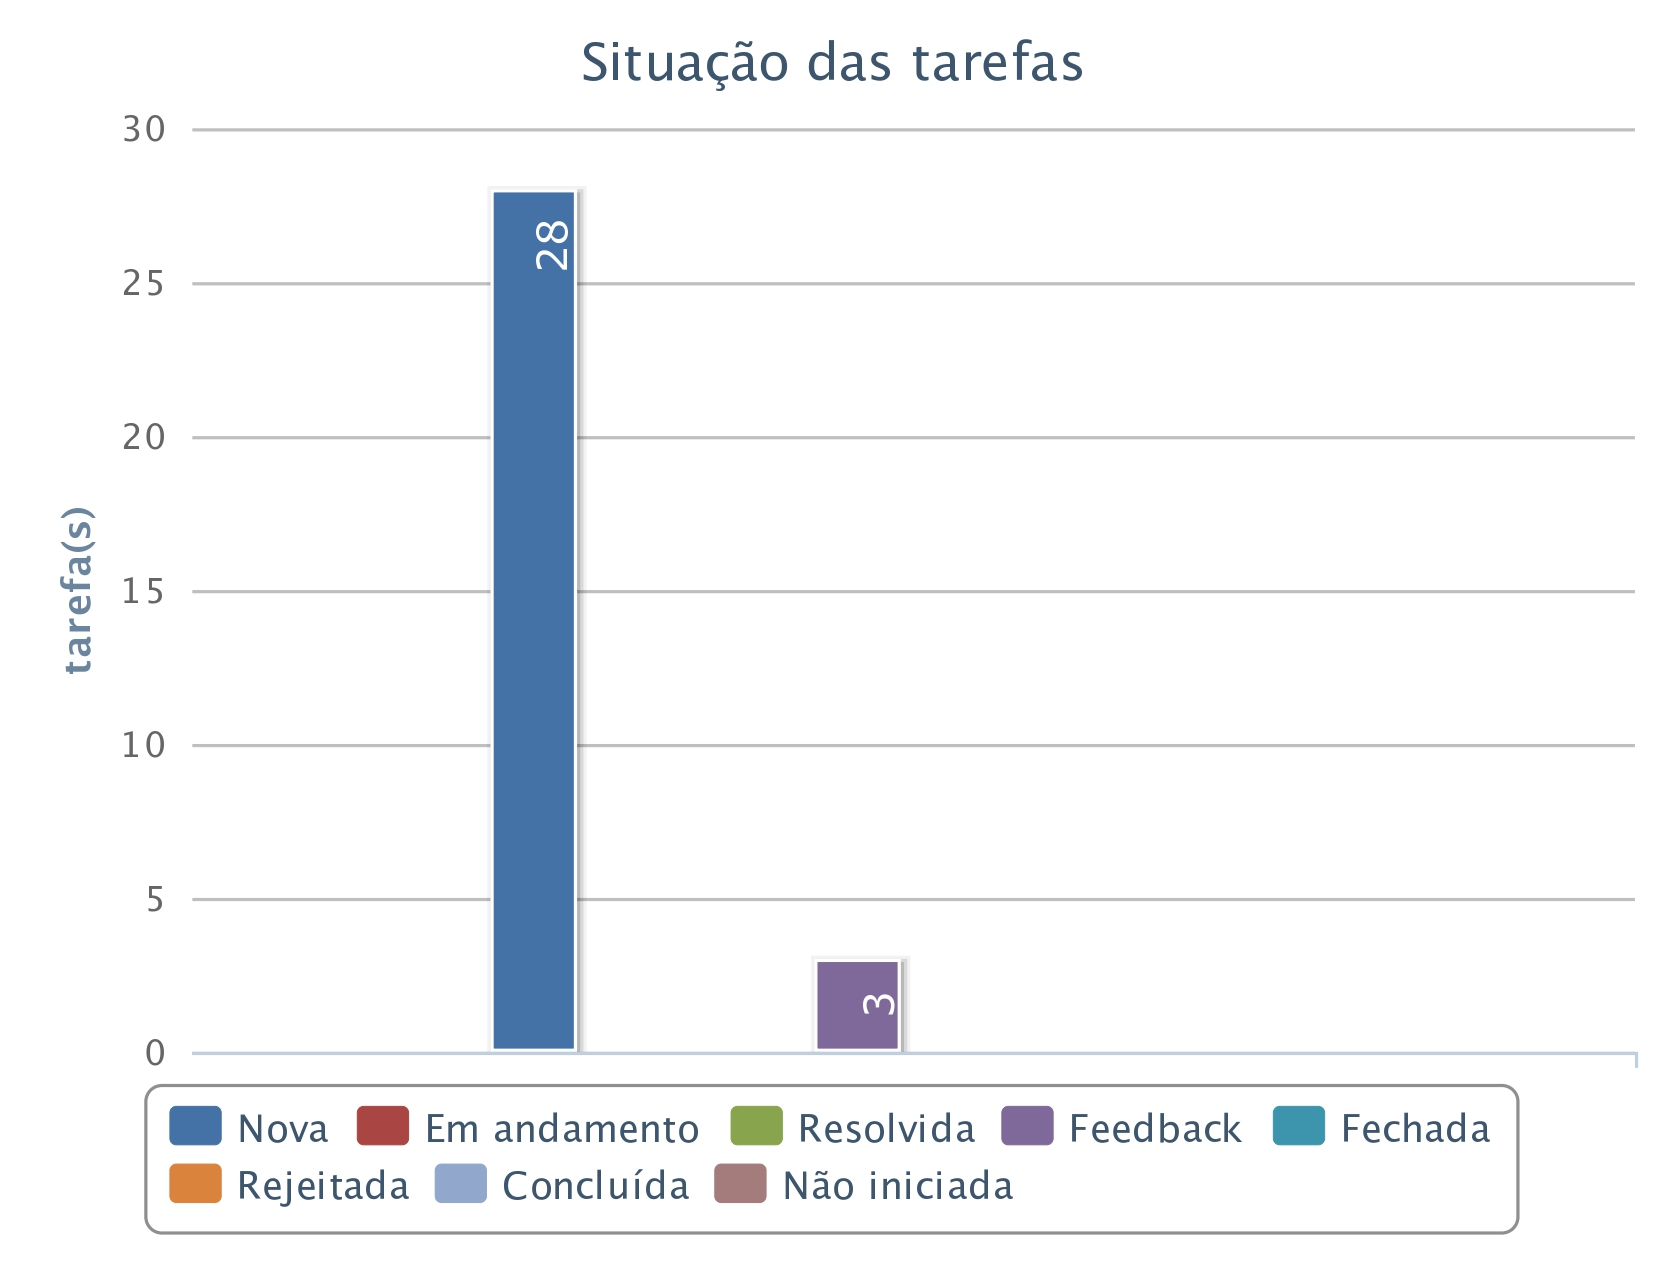 Situação das tarefas
30
28
25
20
tarefa(s)
15
10
5
3
0
Nova Em andamento Resolvida Feedback Fechada
Rejeitada Concluída Não iniciada